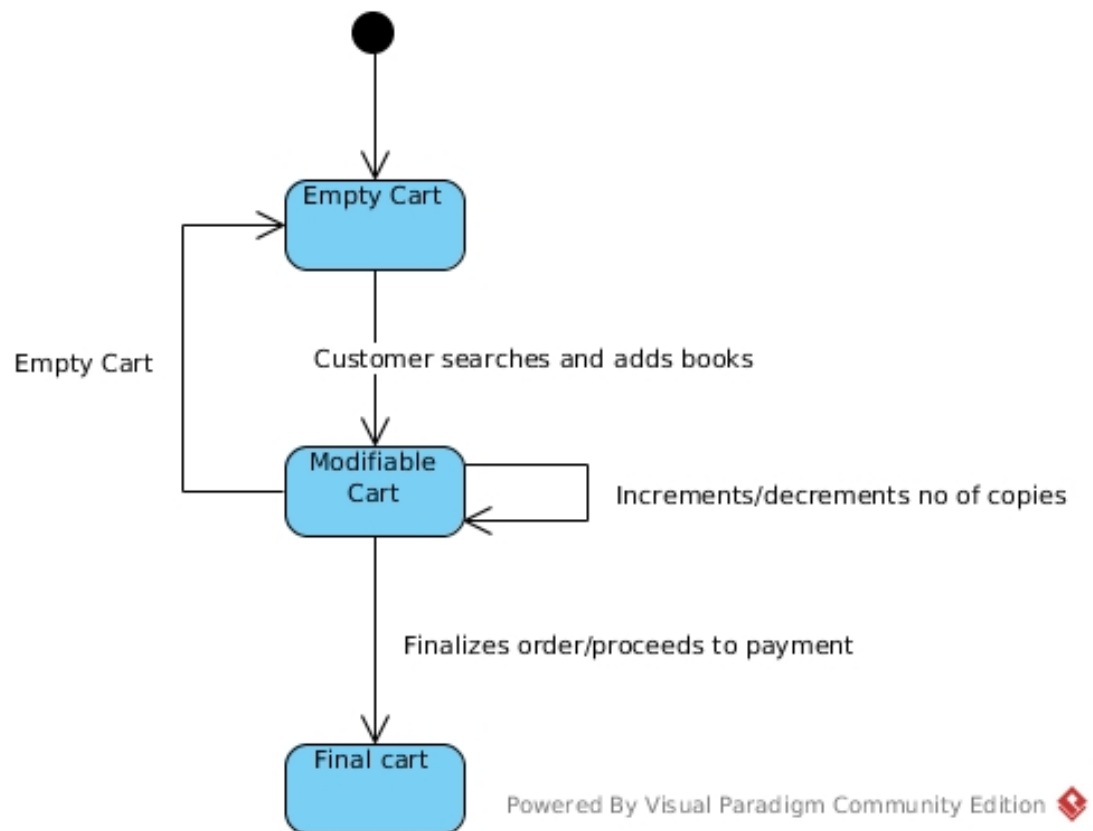 Empty Cart
Empty Cart
Customer searches and adds books
Modifiable
Cart
Increments/decrements no of copies
Finalizes order/proceeds to payment
Final cart
Powered By Visual Paradigm Community Edition